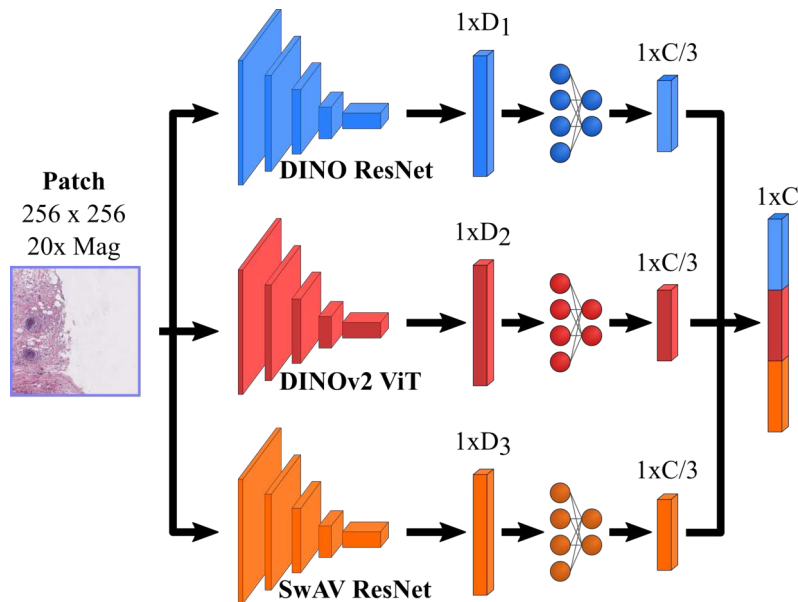 1xD1
1xC/3
DINO ResNet
Patch
256 x 256
20x Mag
1xC
1xD2
1xC/3
DINOv2 ViT
1xD3
1xC/3
SwAV ResNet